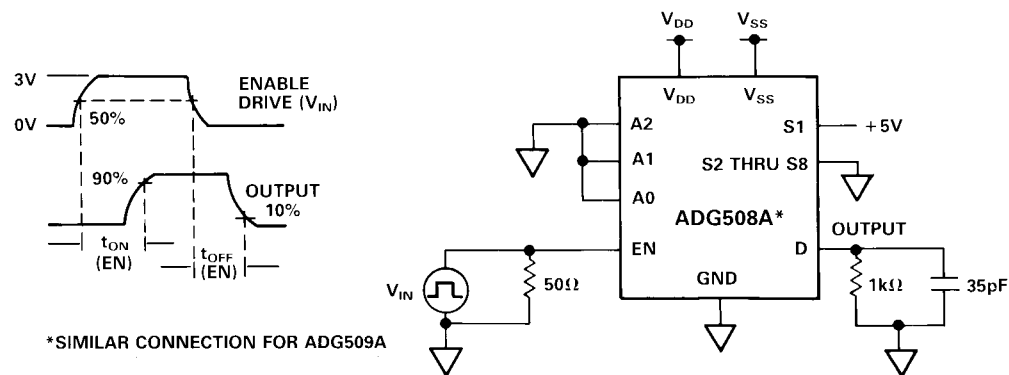 3V
0V
50%
ENABLE
DRIVE (VIN)
90%
OUTPUT
10%
tON
(EN)
tOFF
(EN)
*SIMILAR CONNECTION FOR ADG509A
VDD
VSS
VDD
VSS
A2
A1
A0
EN
S1
+5V
S2 THRU S8
ADG508A*
OUTPUT
D
GND
VIN
50Ω
1kΩ
35pF